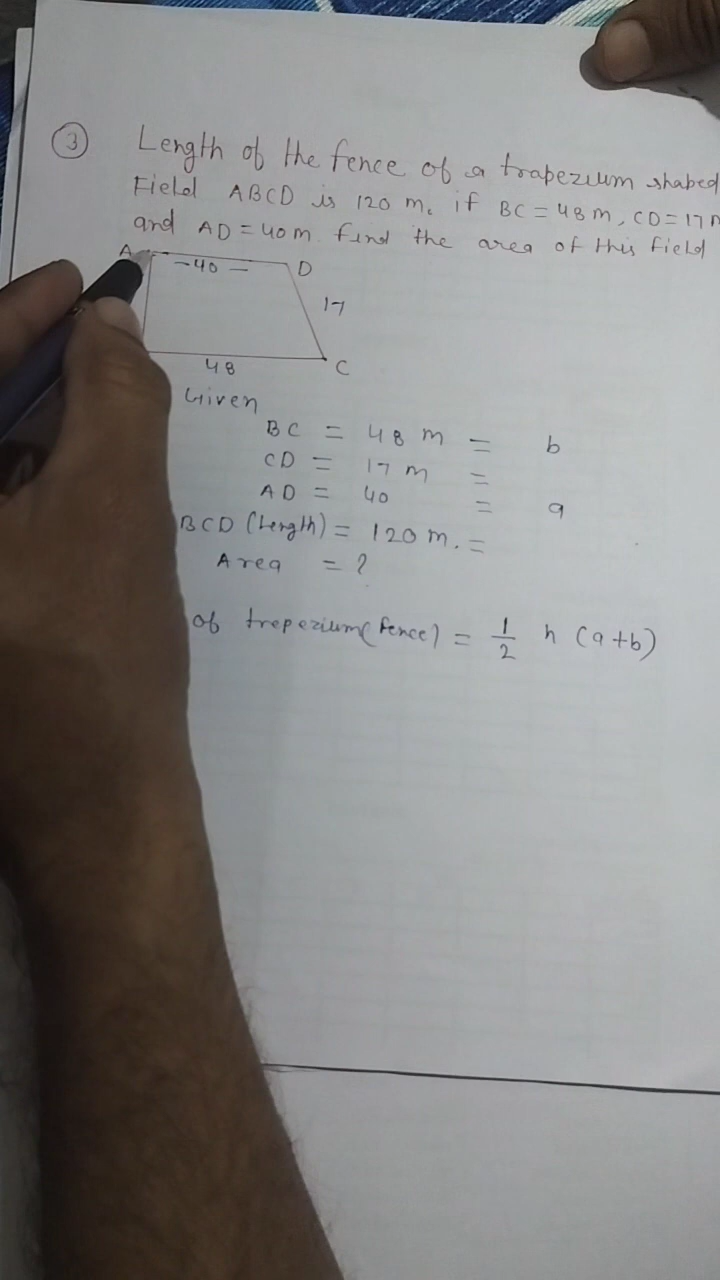 3 Length of the fence of a trapezium shaped
Field ABCD is 120 m. if BC = 48 m, CD = 17
and AD = 40 m find the area of this field
A - 40 - D
17
48 C
Given
BC = 48 m = b
CD = 17 m =
AD = 40 = a
BCD (Length) = 120 m. =
Area = ?
of trepezium (fence) = 1/2 h (a+b)